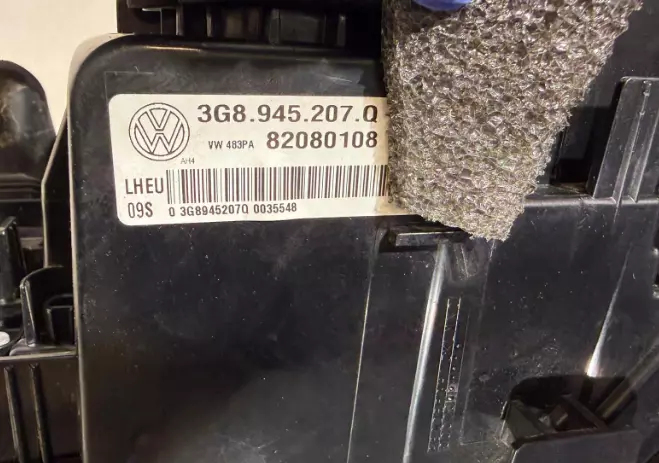 3G8.945.207.Q
VW 483PA 82080108
AH4
LHEU
09S 0 3G8945207Q 0035548